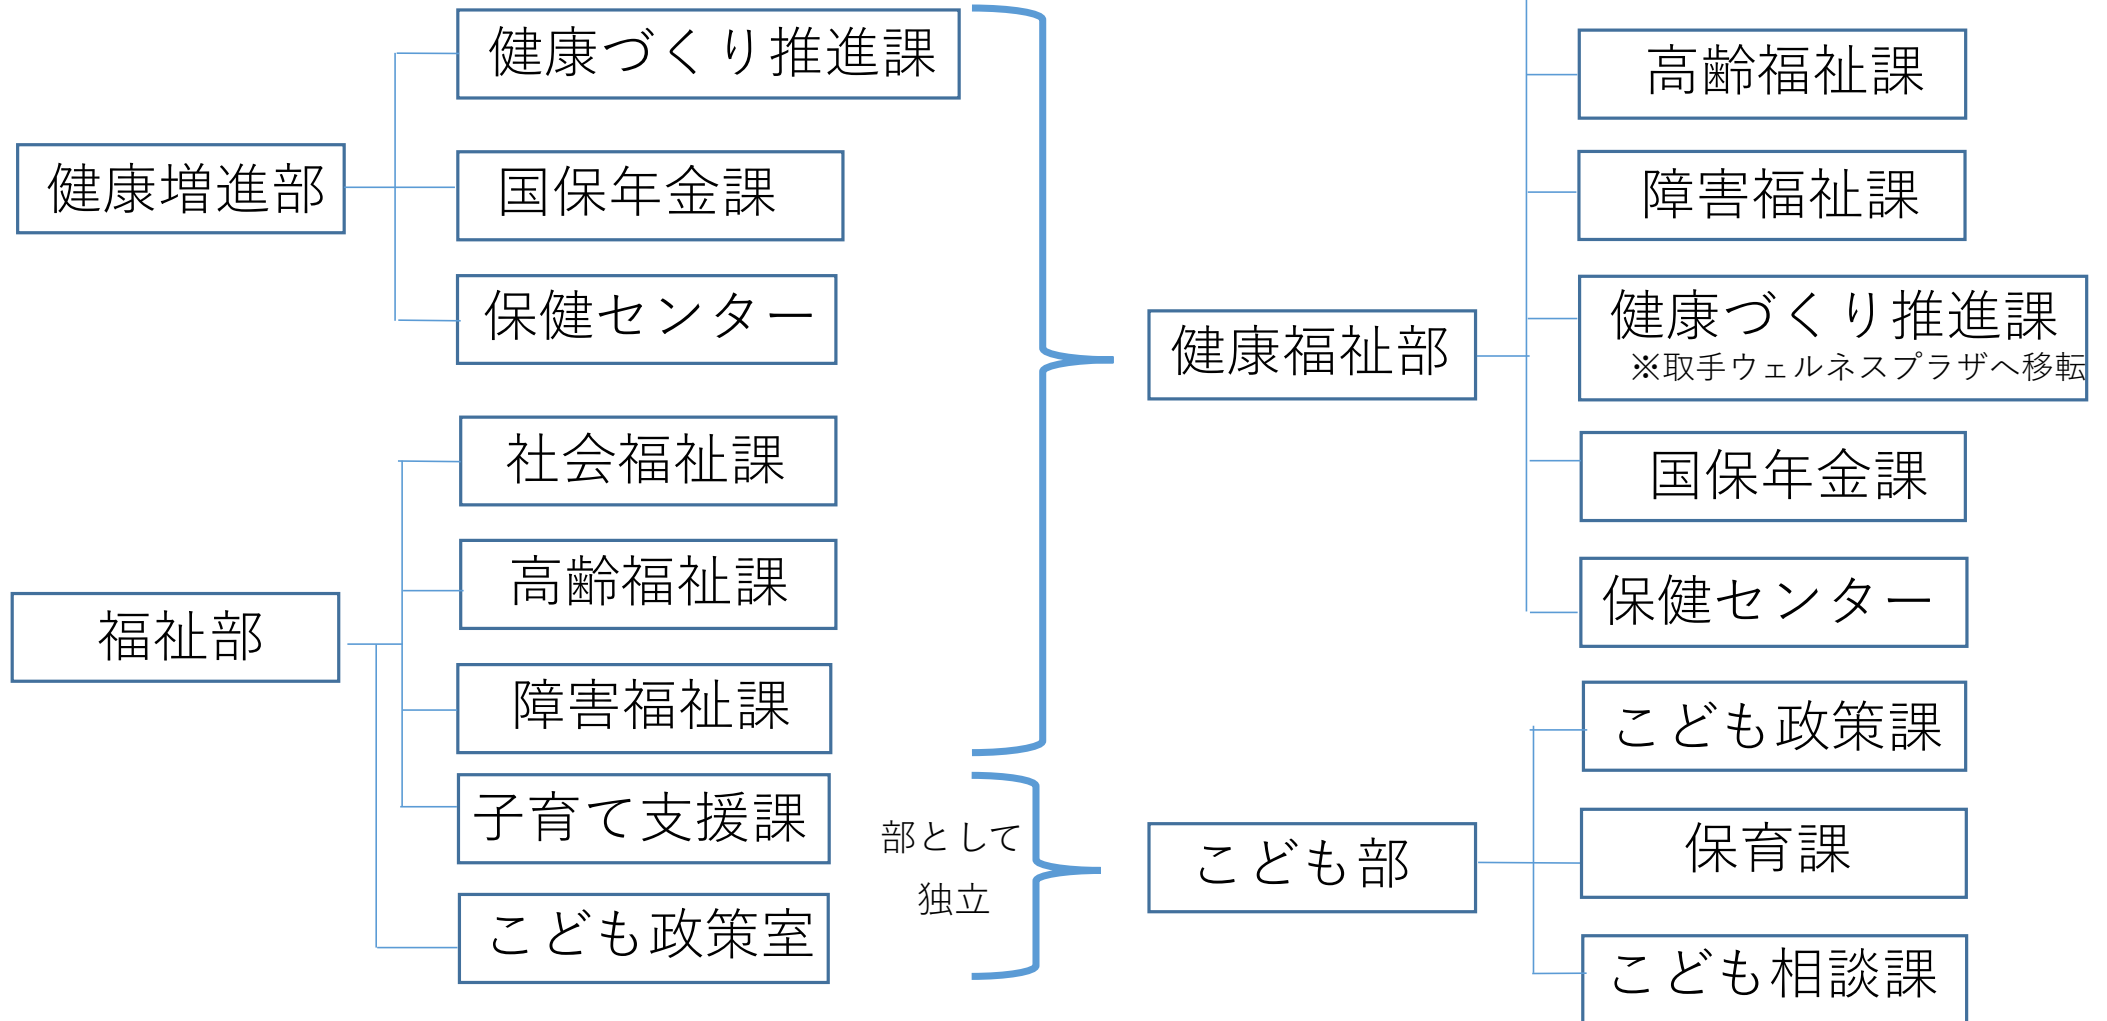 健康増進部
健康づくり推進課
国保年金課
保健センター
福祉部
社会福祉課
高齢福祉課
障害福祉課
子育て支援課
こども政策室
部として
独立
健康福祉部
高齢福祉課
障害福祉課
健康づくり推進課
※取手ウェルネスプラザへ移転
国保年金課
保健センター
こども部
こども政策課
保育課
こども相談課